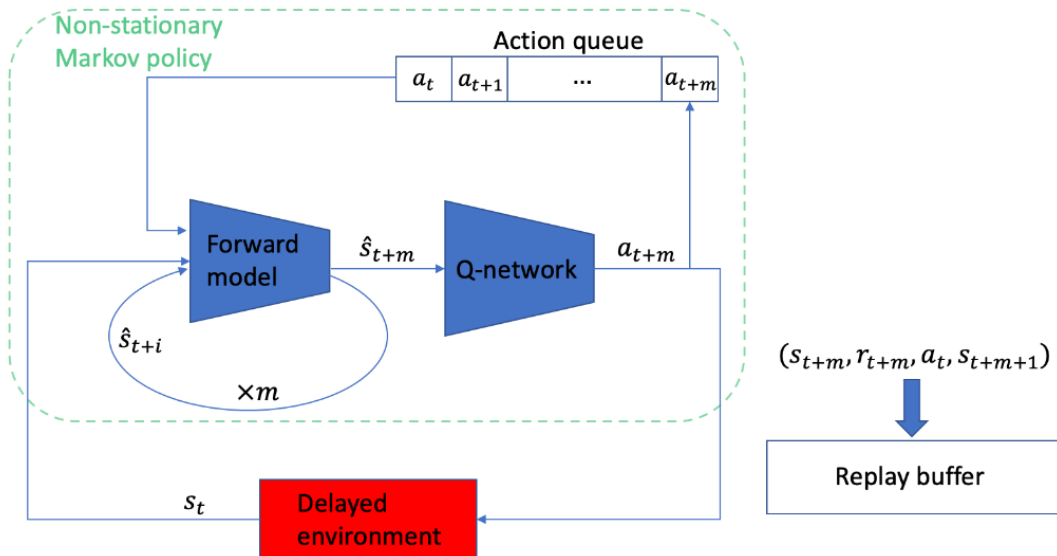 Non-stationary
Markov policy
Action queue
a_t a_{t+1} ... a_{t+m}
Forward
model
ŝ_{t+m}
Q-network
a_{t+m}
ŝ_{t+i}
×m
(s_{t+m}, r_{t+m}, a_t, s_{t+m+1})
Replay buffer
s_t
Delayed
environment